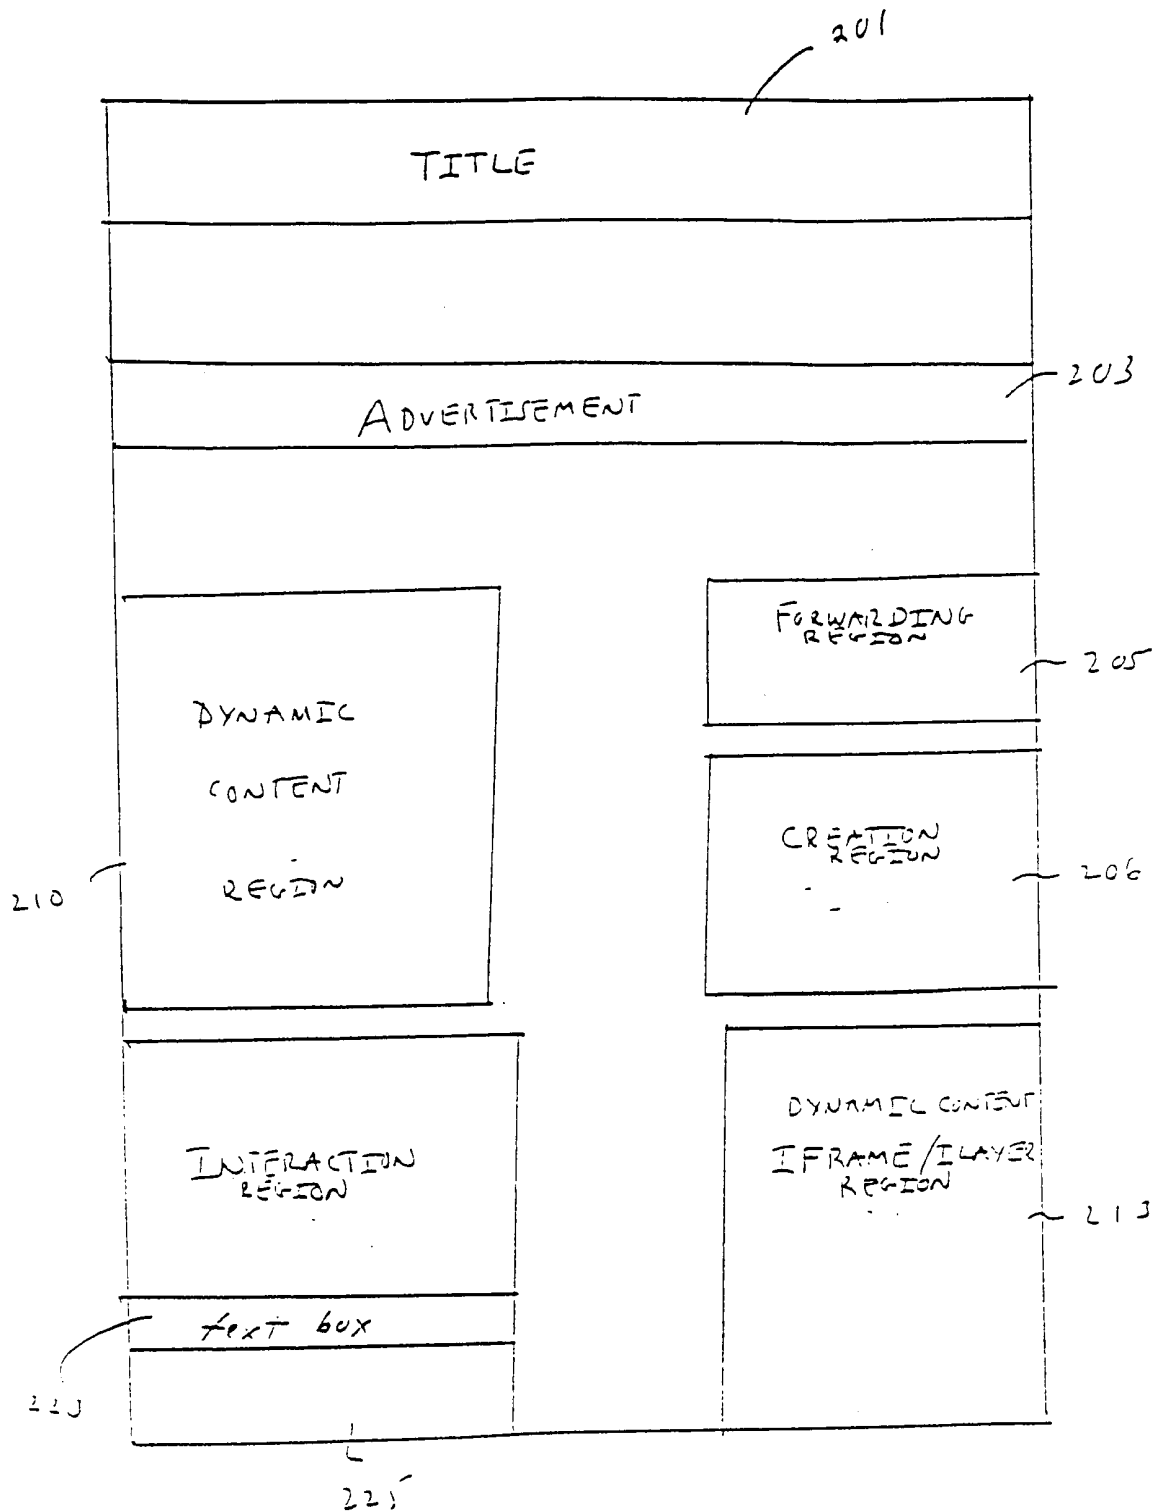 201
TITLE
203
ADVERTISEMENT
FORWARDING
REGION
205
DYNAMIC
CONTENT
REGION
210
CREATION
REGION
206
INTERACTION
REGION
DYNAMIC CONTENT
IFRAME/ILAYER
REGION
213
text box
223
225